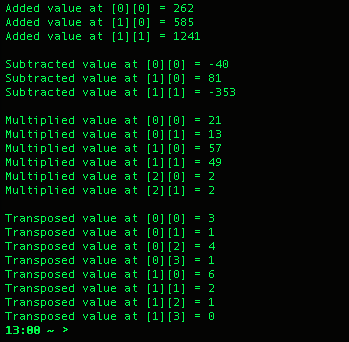 Added value at [0][0] = 262
Added value at [1][0] = 585
Added value at [1][1] = 1241
Subtracted value at [0][0] = -40
Subtracted value at [1][0] = 81
Subtracted value at [1][1] = -353
Multiplied value at [0][0] = 21
Multiplied value at [0][1] = 13
Multiplied value at [1][0] = 57
Multiplied value at [1][1] = 49
Multiplied value at [2][0] = 2
Multiplied value at [2][1] = 2
Transposed value at [0][0] = 3
Transposed value at [0][1] = 1
Transposed value at [0][2] = 4
Transposed value at [0][3] = 1
Transposed value at [1][0] = 6
Transposed value at [1][1] = 2
Transposed value at [1][2] = 1
Transposed value at [1][3] = 0
13:00 ~ >